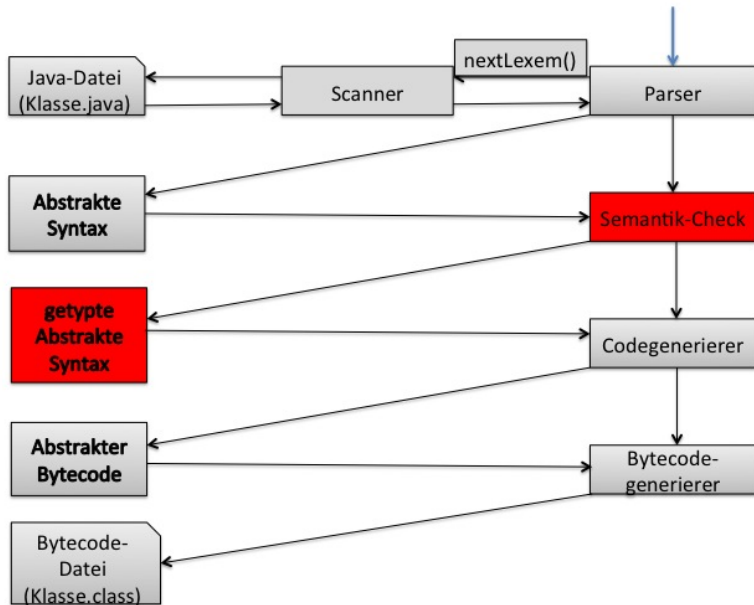 nextLexem()
Java-Datei
(Klasse.java)
Scanner
Parser
Abstrakte
Syntax
Semantik-Check
getypte
Abstrakte
Syntax
Codegenerierer
Abstrakter
Bytecode
Bytecode-
generierer
Bytecode-
Datei
(Klasse.class)